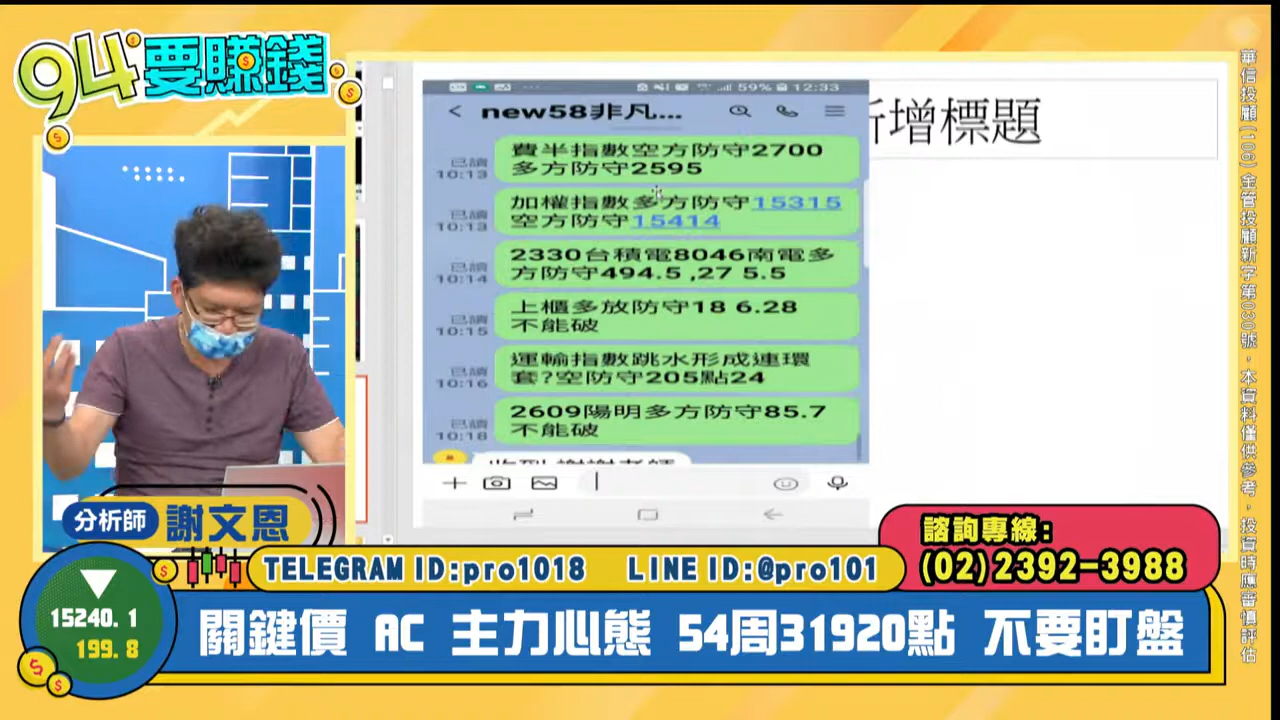 94要賺錢
59% 12:33
new58非凡...
新增標題
費半指數空方防守2700
多方防守2595
已讀
10:13
加權指數多方防守15315
空方防守15414
已讀
10:13
2330台積電8046南電多
方防守494.5 ,27 5.5
已讀
10:14
上櫃多放防守18 6.28
不能破
已讀
10:15
運輸指數跳水形成連環
套?空防守205點24
已讀
10:16
2609陽明多方防守85.7
不能破
已讀
10:18
收到 謝謝老師
分析師 謝文恩
諮詢專線:
(02)2392-3988
TELEGRAM ID:pro1018 LINE ID:@pro101
15240.1
199.8
關鍵價 AC 主力心態 54周31920點 不要盯盤
華信投顧(106)金管投顧新字第030號，本資料僅供參考，投資時應審慎評估